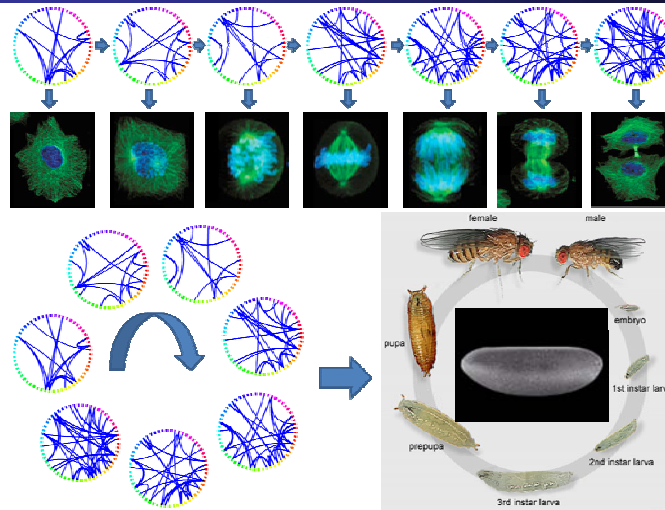 female
male
embryo
pupa
1st instar larv
prepupa
2nd instar larva
3rd instar larva